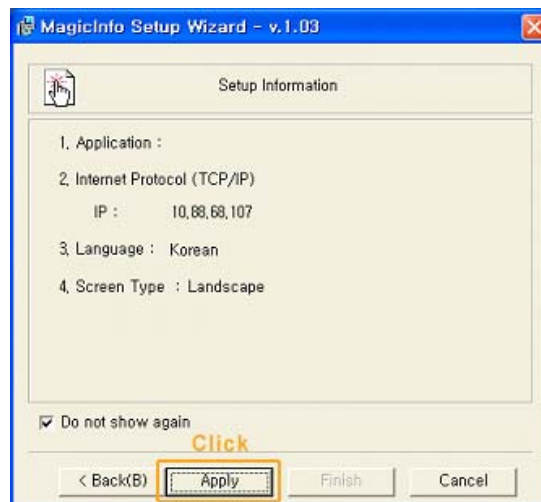 MagicInfo Setup Wizard - v.1.03
Setup Information
1, Application :
2, Internet Protocol (TCP/IP)
IP : 10,88,68,107
3, Language : Korean
4, Screen Type : Landscape
Do not show again
Click
< Back(B) Apply Finish Cancel